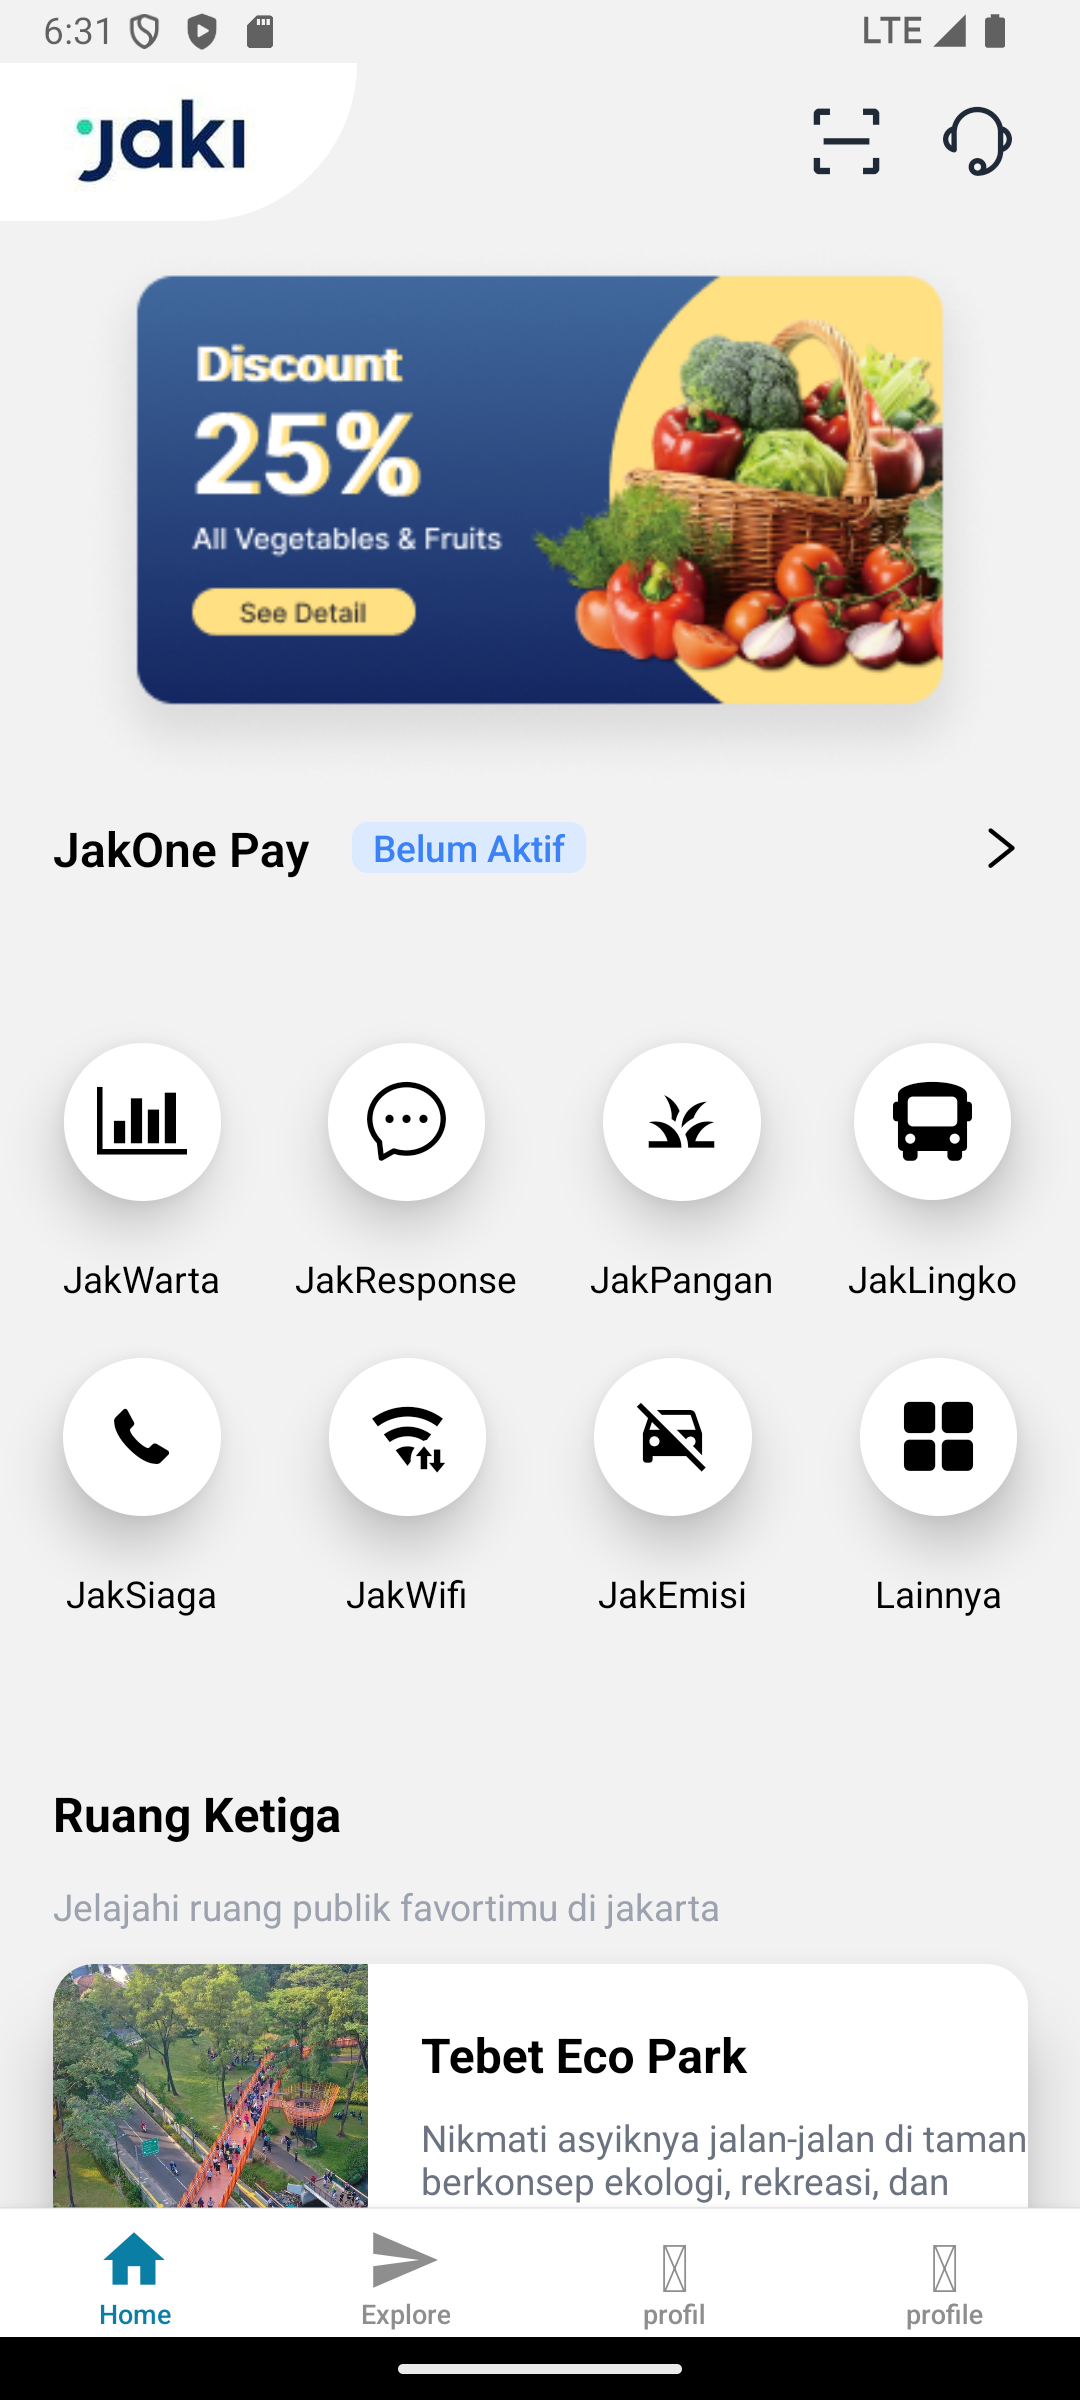 6:31
LTE
jakı
Discount
25%
All Vegetables & Fruits
See Detail
JakOne Pay
Belum Aktif
JakWarta
JakResponse
JakPangan
JakLingko
JakSiaga
JakWifi
JakEmisi
Lainnya
Ruang Ketiga
Jelajahi ruang publik favortimu di jakarta
Tebet Eco Park
Nikmati asyiknya jalan-jalan di taman
berkonsep ekologi, rekreasi, dan
Home
Explore
profil
profile